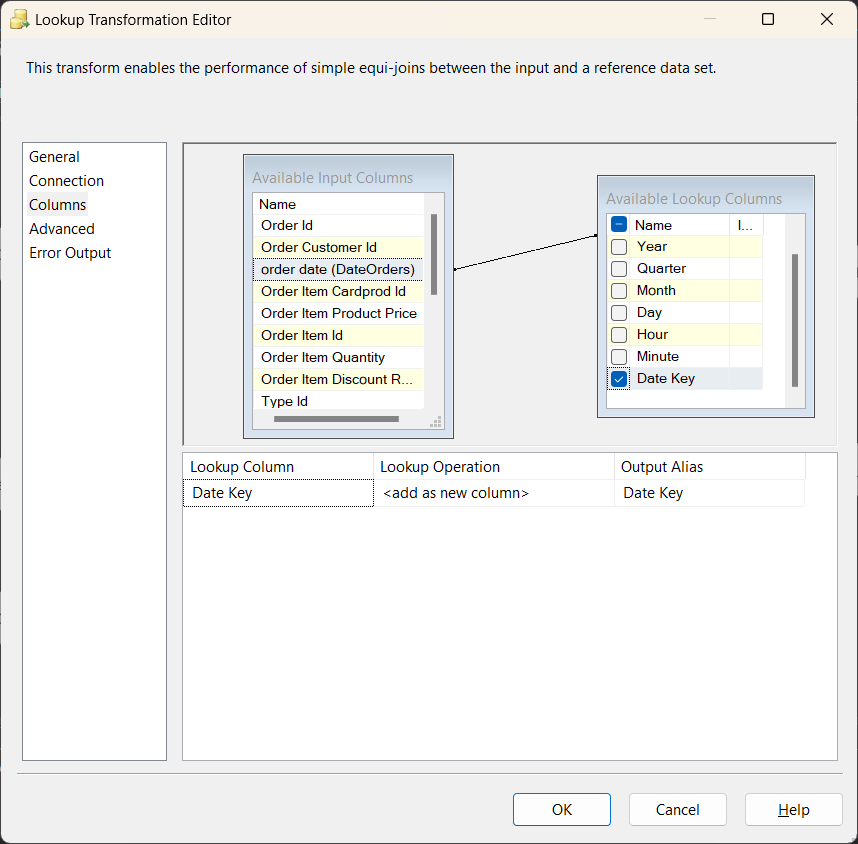 Lookup Transformation Editor
This transform enables the performance of simple equi-joins between the input and a reference data set.
General
Connection
Columns
Advanced
Error Output
Available Input Columns
Name
Order Id
Order Customer Id
order date (DateOrders)
Order Item Cardprod Id
Order Item Product Price
Order Item Id
Order Item Quantity
Order Item Discount R...
Type Id
Available Lookup Columns
Name I...
Year
Quarter
Month
Day
Hour
Minute
Date Key
Lookup Column Lookup Operation Output Alias
Date Key <add as new column> Date Key
OK Cancel Help